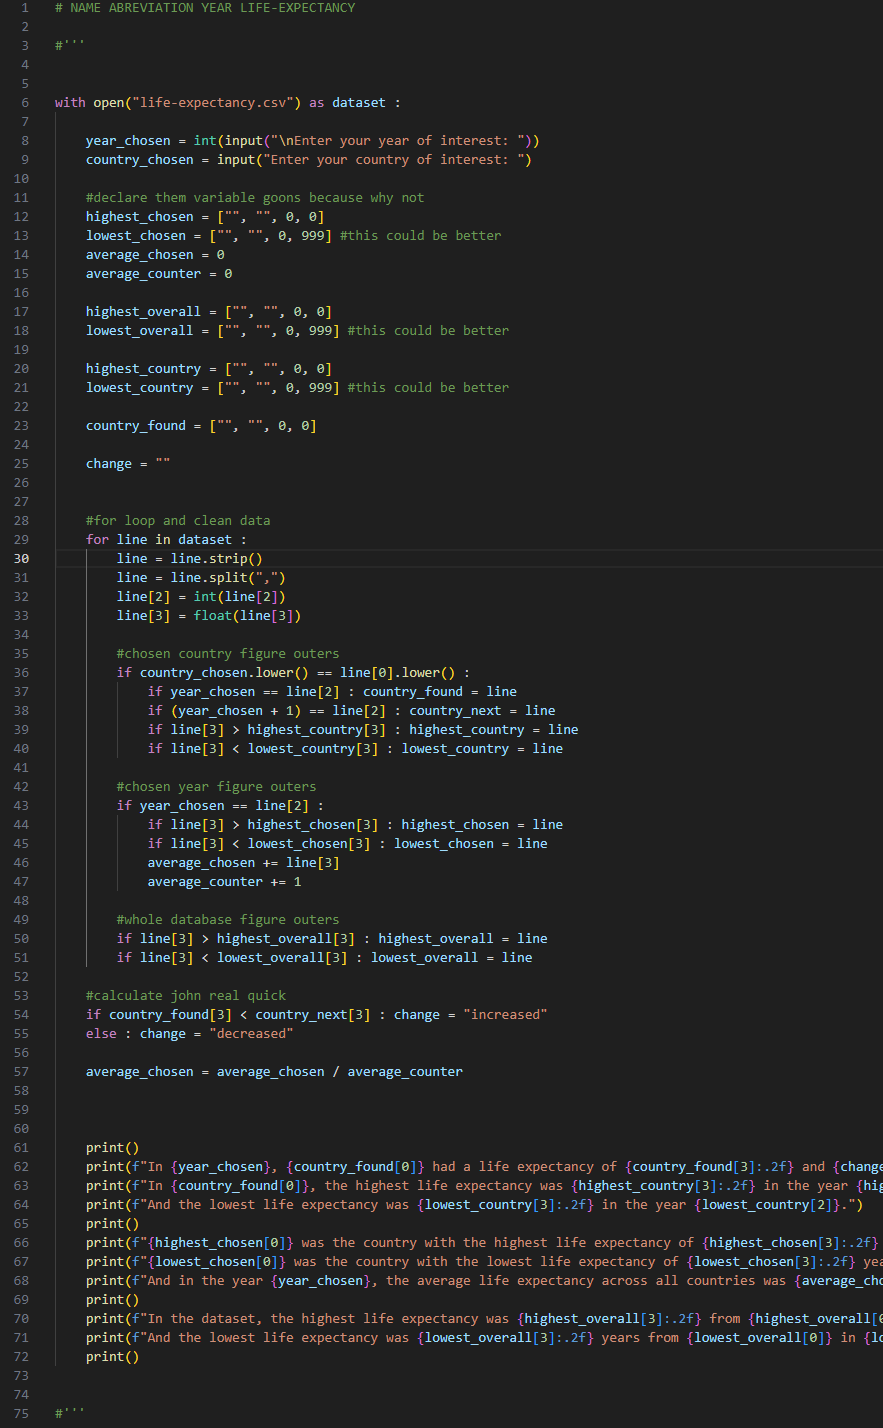 1 # NAME ABREVIATION YEAR LIFE-EXPECTANCY
2
3 #'''
4
5
6 with open("life-expectancy.csv") as dataset :
7
8     year_chosen = int(input("\nEnter your year of interest: "))
9     country_chosen = input("Enter your country of interest: ")
10
11     #declare them variable goons because why not
12     highest_chosen = ["", "", 0, 0]
13     lowest_chosen = ["", "", 0, 999] #this could be better
14     average_chosen = 0
15     average_counter = 0
16
17     highest_overall = ["", "", 0, 0]
18     lowest_overall = ["", "", 0, 999] #this could be better
19
20     highest_country = ["", "", 0, 0]
21     lowest_country = ["", "", 0, 999] #this could be better
22
23     country_found = ["", "", 0, 0]
24
25     change = ""
26
27
28     #for loop and clean data
29     for line in dataset :
30         line = line.strip()
31         line = line.split(",")
32         line[2] = int(line[2])
33         line[3] = float(line[3])
34
35         #chosen country figure outers
36         if country_chosen.lower() == line[0].lower() :
37             if year_chosen == line[2] : country_found = line
38             if (year_chosen + 1) == line[2] : country_next = line
39             if line[3] > highest_country[3] : highest_country = line
40             if line[3] < lowest_country[3] : lowest_country = line
41
42         #chosen year figure outers
43         if year_chosen == line[2] :
44             if line[3] > highest_chosen[3] : highest_chosen = line
45             if line[3] < lowest_chosen[3] : lowest_chosen = line
46             average_chosen += line[3]
47             average_counter += 1
48
49         #whole database figure outers
50         if line[3] > highest_overall[3] : highest_overall = line
51         if line[3] < lowest_overall[3] : lowest_overall = line
52
53     #calculate john real quick
54     if country_found[3] < country_next[3] : change = "increased"
55     else : change = "decreased"
56
57     average_chosen = average_chosen / average_counter
58
59
60
61     print()
62     print(f"In {year_chosen}, {country_found[0]} had a life expectancy of {country_found[3]:.2f} and {change
63     print(f"In {country_found[0]}, the highest life expectancy was {highest_country[3]:.2f} in the year {hig
64     print(f"And the lowest life expectancy was {lowest_country[3]:.2f} in the year {lowest_country[2]}.")
65     print()
66     print(f"{highest_chosen[0]} was the country with the highest life expectancy of {highest_chosen[3]:.2f}
67     print(f"{lowest_chosen[0]} was the country with the lowest life expectancy of {lowest_chosen[3]:.2f} yea
68     print(f"And in the year {year_chosen}, the average life expectancy across all countries was {average_cho
69     print()
70     print(f"In the dataset, the highest life expectancy was {highest_overall[3]:.2f} from {highest_overall[0
71     print(f"And the lowest life expectancy was {lowest_overall[3]:.2f} years from {lowest_overall[0]} in {lo
72     print()
73
74
75 #'''